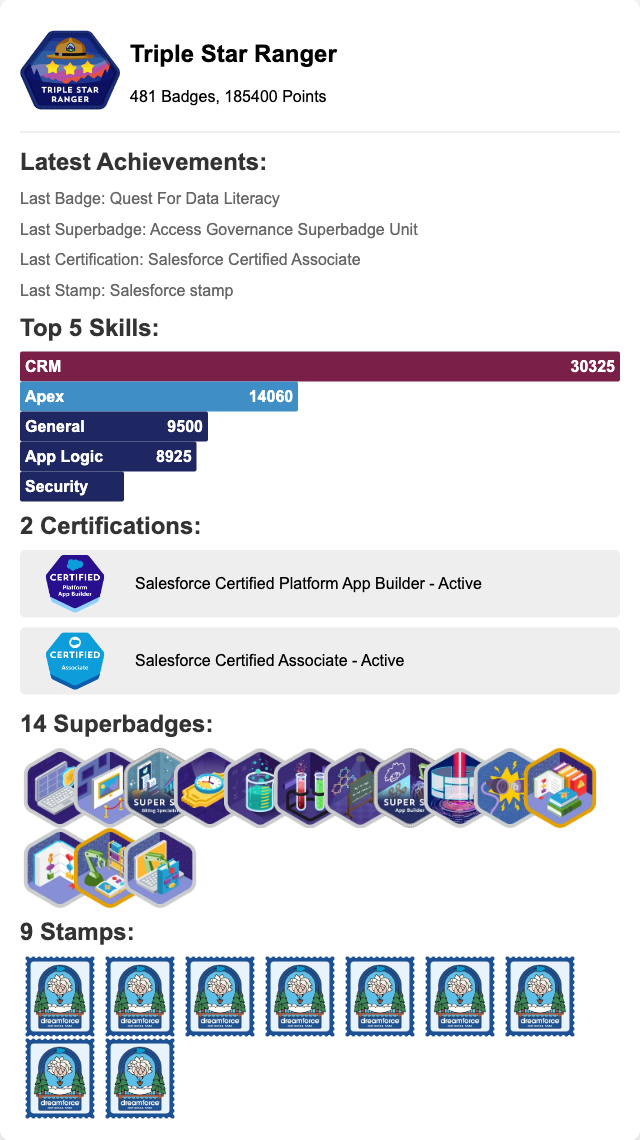 TRIPLE STAR
RANGER
Triple Star Ranger
481 Badges, 185400 Points
Latest Achievements:
Last Badge: Quest For Data Literacy
Last Superbadge: Access Governance Superbadge Unit
Last Certification: Salesforce Certified Associate
Last Stamp: Salesforce stamp
Top 5 Skills:
CRM 30325
Apex 14060
General 9500
App Logic 8925
Security
2 Certifications:
CERTIFIED
Platform
App Builder
Salesforce Certified Platform App Builder - Active
CERTIFIED
Associate
Salesforce Certified Associate - Active
14 Superbadges:
SUPER S
SUPER S
App Builder
9 Stamps:
dreamforce
dreamforce
dreamforce
dreamforce
dreamforce
dreamforce
dreamforce
dreamforce
dreamforce